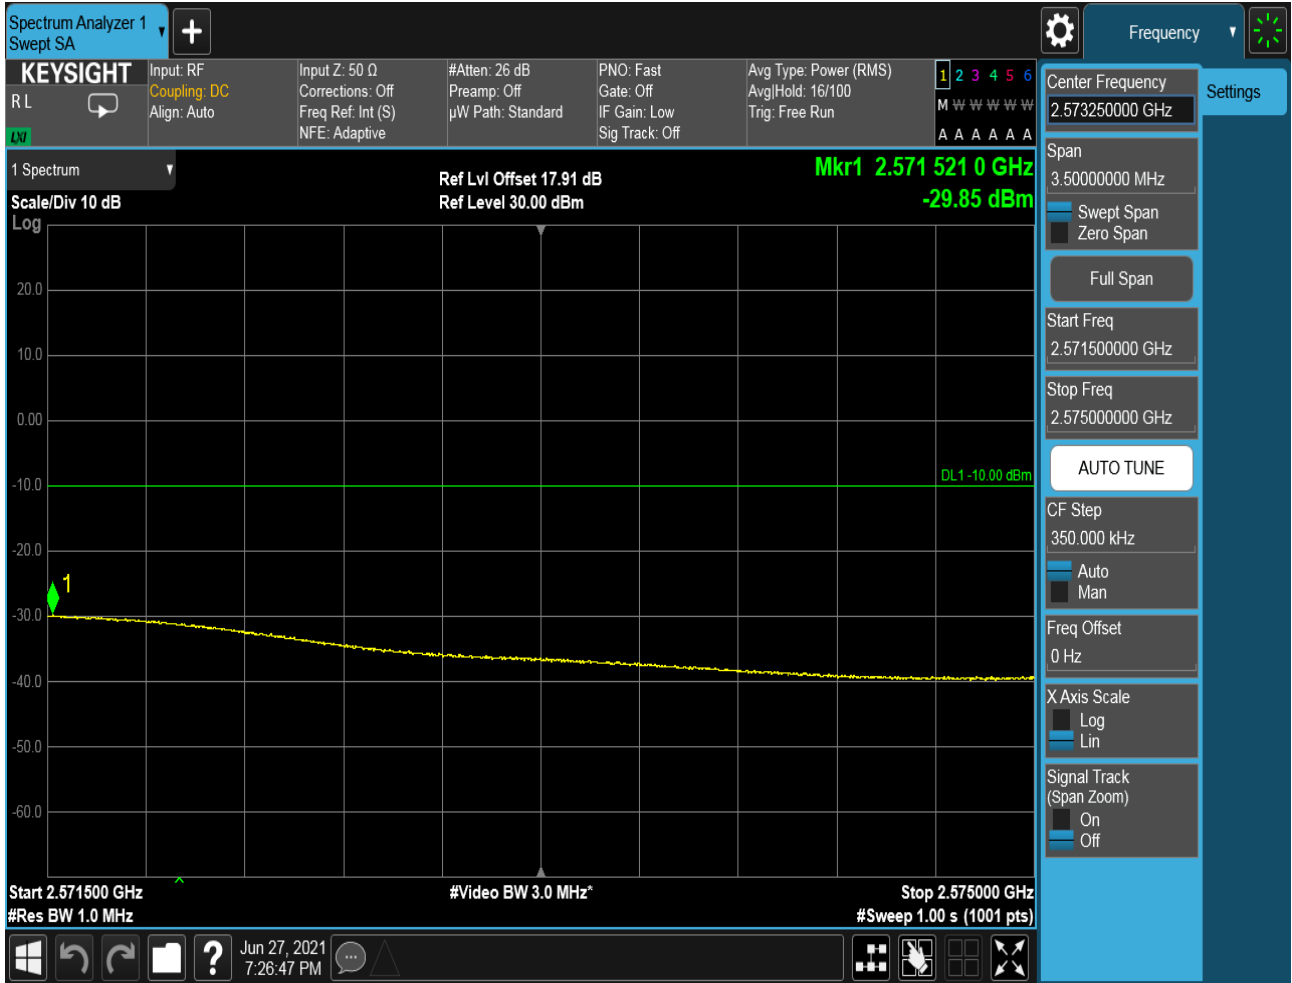 Spectrum Analyzer 1
Swept SA
Frequency
KEYSIGHT
R L
LXI
Input: RF
Coupling: DC
Align: Auto
Input Z: 50 Ω
Corrections: Off
Freq Ref: Int (S)
NFE: Adaptive
#Atten: 26 dB
Preamp: Off
µW Path: Standard
PNO: Fast
Gate: Off
IF Gain: Low
Sig Track: Off
Avg Type: Power (RMS)
Avg|Hold: 16/100
Trig: Free Run
1 2 3 4 5 6
M W W W W W
A A A A A A
1 Spectrum
Scale/Div 10 dB
Log
Ref Lvl Offset 17.91 dB
Ref Level 30.00 dBm
Mkr1 2.571 521 0 GHz
-29.85 dBm
20.0
10.0
0.00
-10.0
DL1 -10.00 dBm
-20.0
1
-30.0
-40.0
-50.0
-60.0
Start 2.571500 GHz
#Res BW 1.0 MHz
#Video BW 3.0 MHz*
Stop 2.575000 GHz
#Sweep 1.00 s (1001 pts)
Jun 27, 2021
7:26:47 PM
Center Frequency
2.573250000 GHz
Span
3.50000000 MHz
Swept Span
Zero Span
Full Span
Start Freq
2.571500000 GHz
Stop Freq
2.575000000 GHz
AUTO TUNE
CF Step
350.000 kHz
Auto
Man
Freq Offset
0 Hz
X Axis Scale
Log
Lin
Signal Track
(Span Zoom)
On
Off
Settings